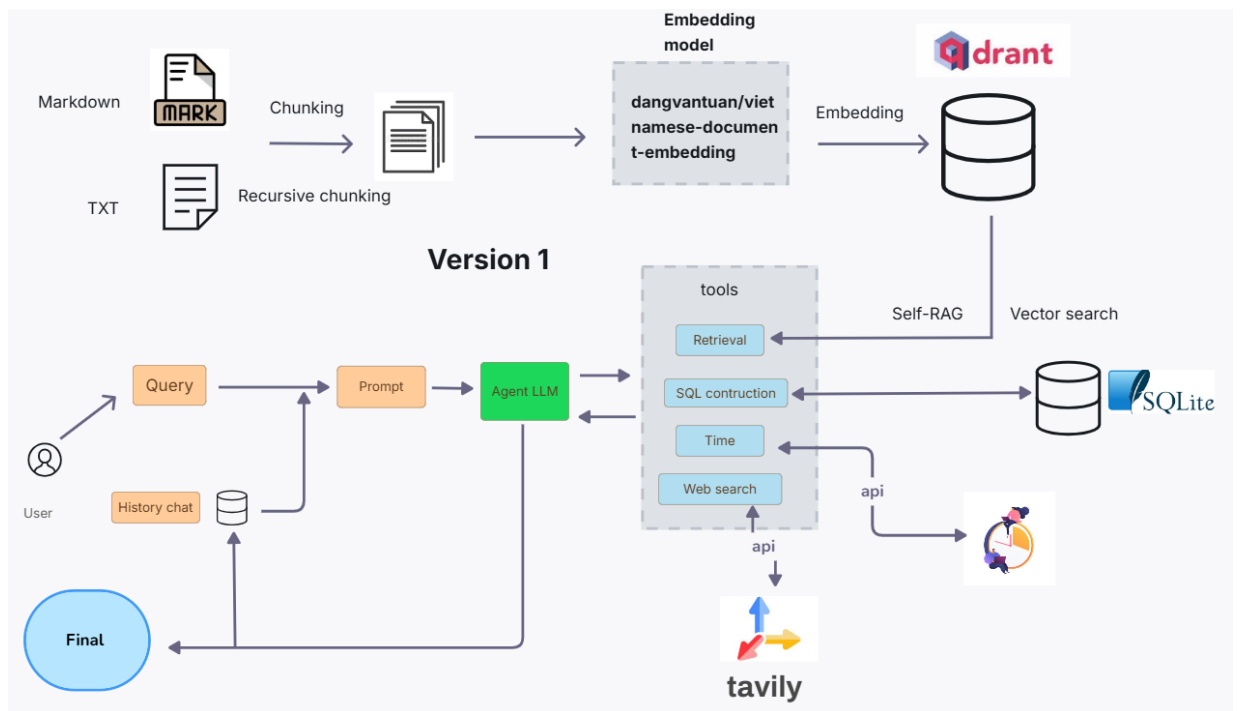 Embedding
model
qdrant
Markdown
MARK
Chunking
dangvantuan/viet
namese-documen
t-embedding
Embedding
TXT
Recursive chunking
Version 1
tools
Self-RAG
Vector search
Retrieval
Query
Prompt
Agent LLM
SQL contruction
SQLite
Time
Web search
api
User
History chat
api
Final
tavily